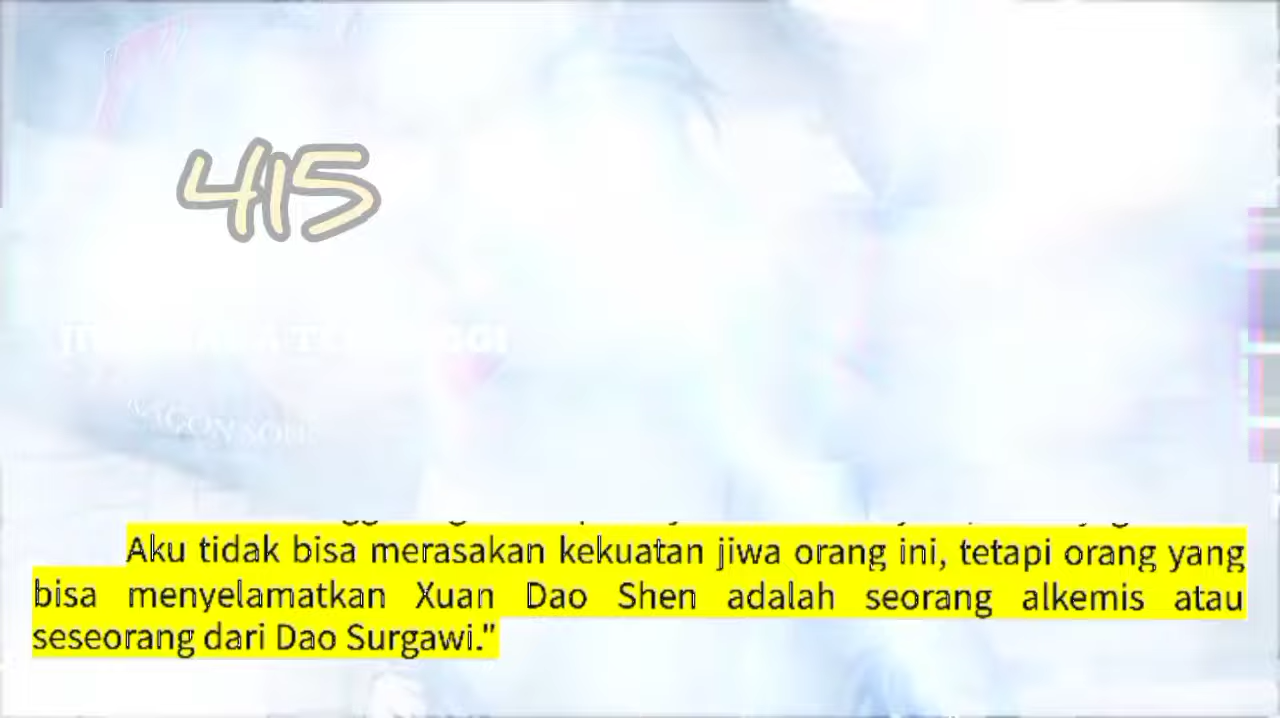 415
Aku tidak bisa merasakan kekuatan jiwa orang ini, tetapi orang yang
bisa menyelamatkan Xuan Dao Shen adalah seorang alkemis atau
seseorang dari Dao Surgawi."